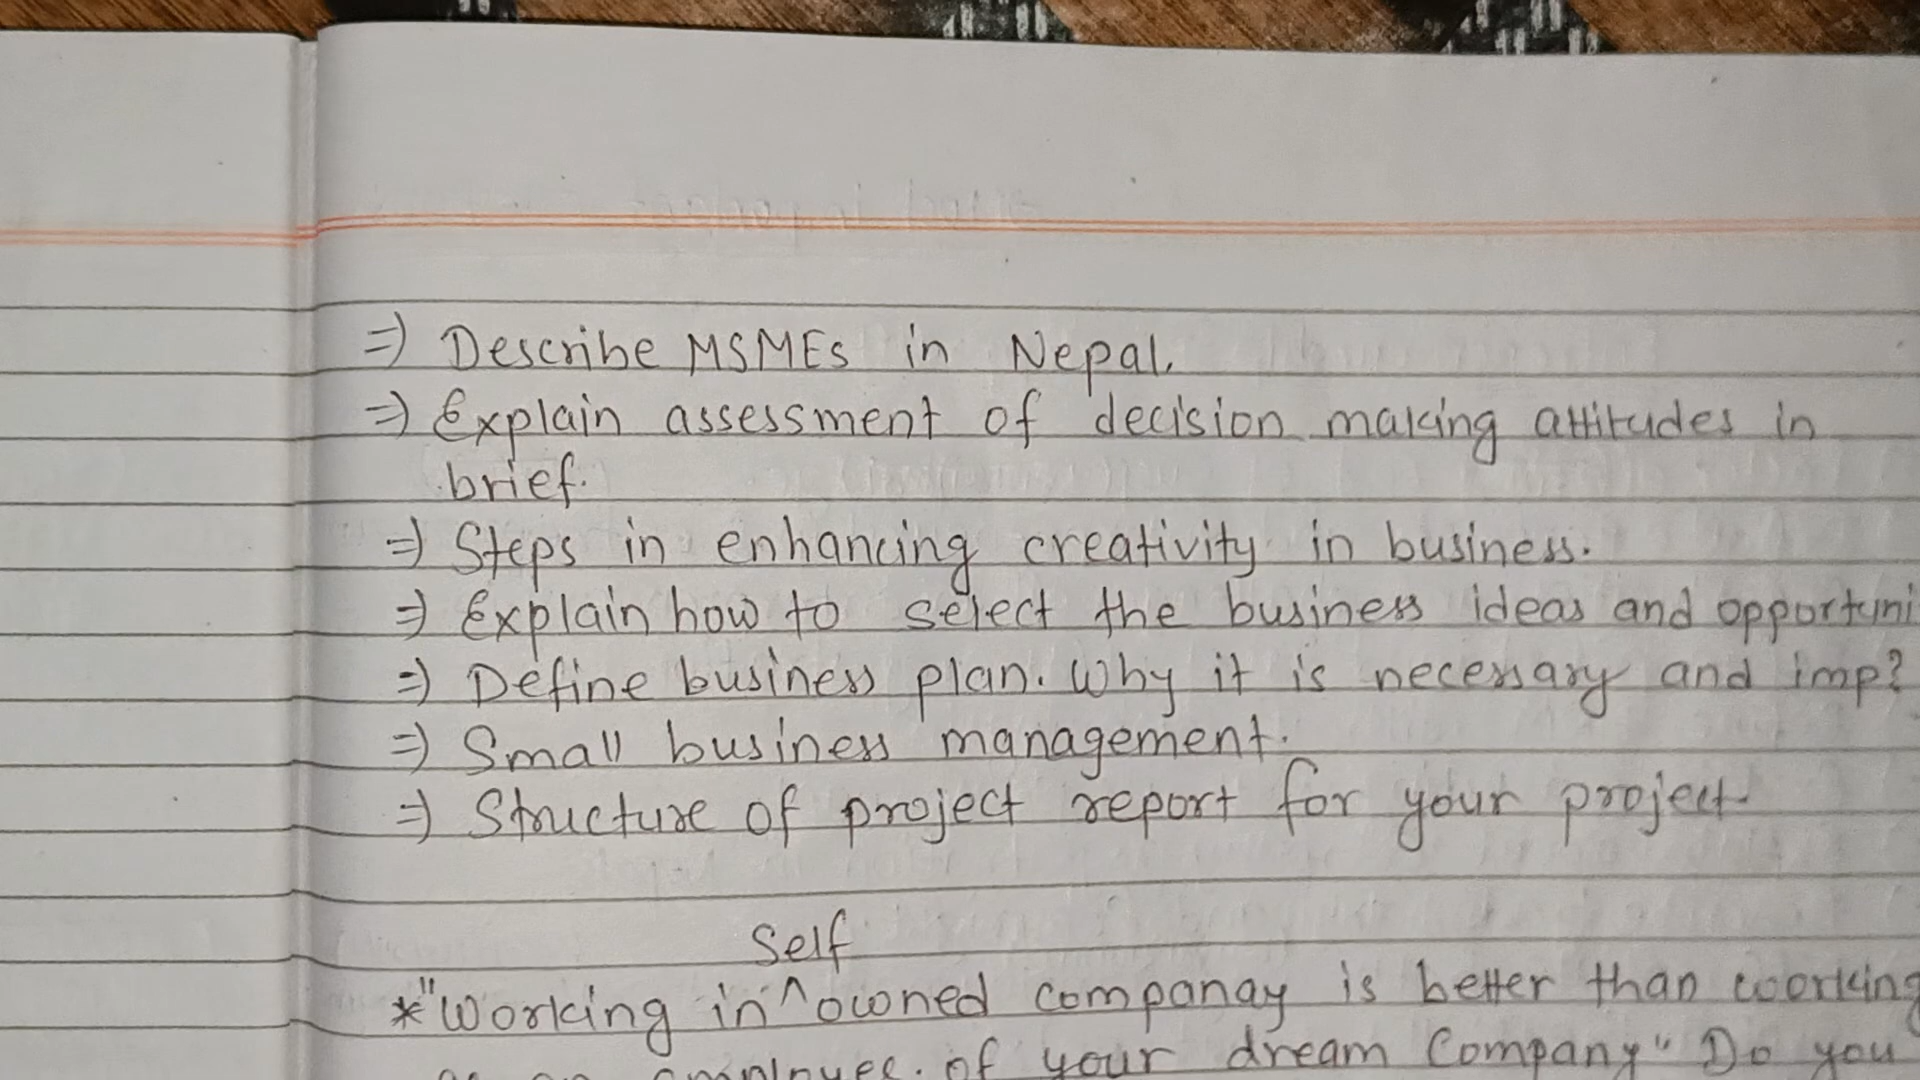 ⇒ Describe MSMEs in Nepal.
⇒ Explain assessment of decision making attitudes in
brief.
⇒ Steps in enhancing creativity in business.
⇒ Explain how to select the business ideas and opportuni
⇒ Define business plan. Why it is necessary and imp?
⇒ Small business management.
⇒ Structure of project report for your project
Self
*"Working in ^ owned companay is better than working
as an employee. of your dream Company" Do you